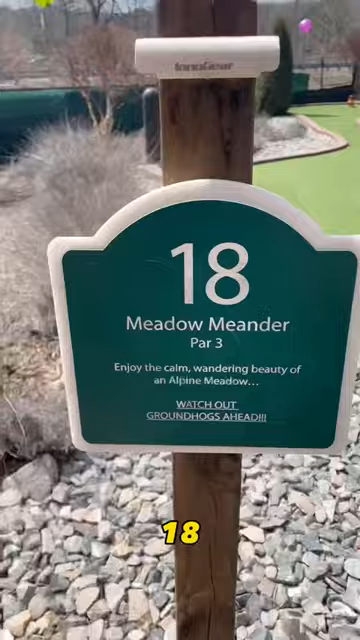 InnoGear
18
Meadow Meander
Par 3
Enjoy the calm, wandering beauty of
an Alpine Meadow...
WATCH OUT
GROUNDHOGS AHEAD!!!
18